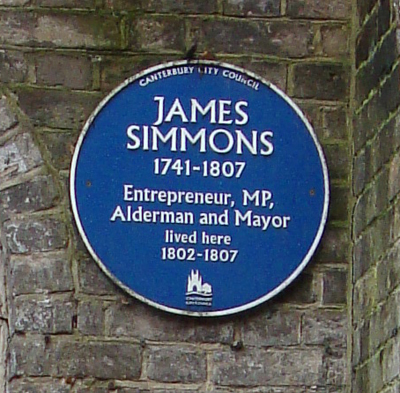 CANTERBURY CITY COUNCIL
JAMES
SIMMONS
1741-1807
Entrepreneur, MP,
Alderman and Mayor
lived here
1802-1807